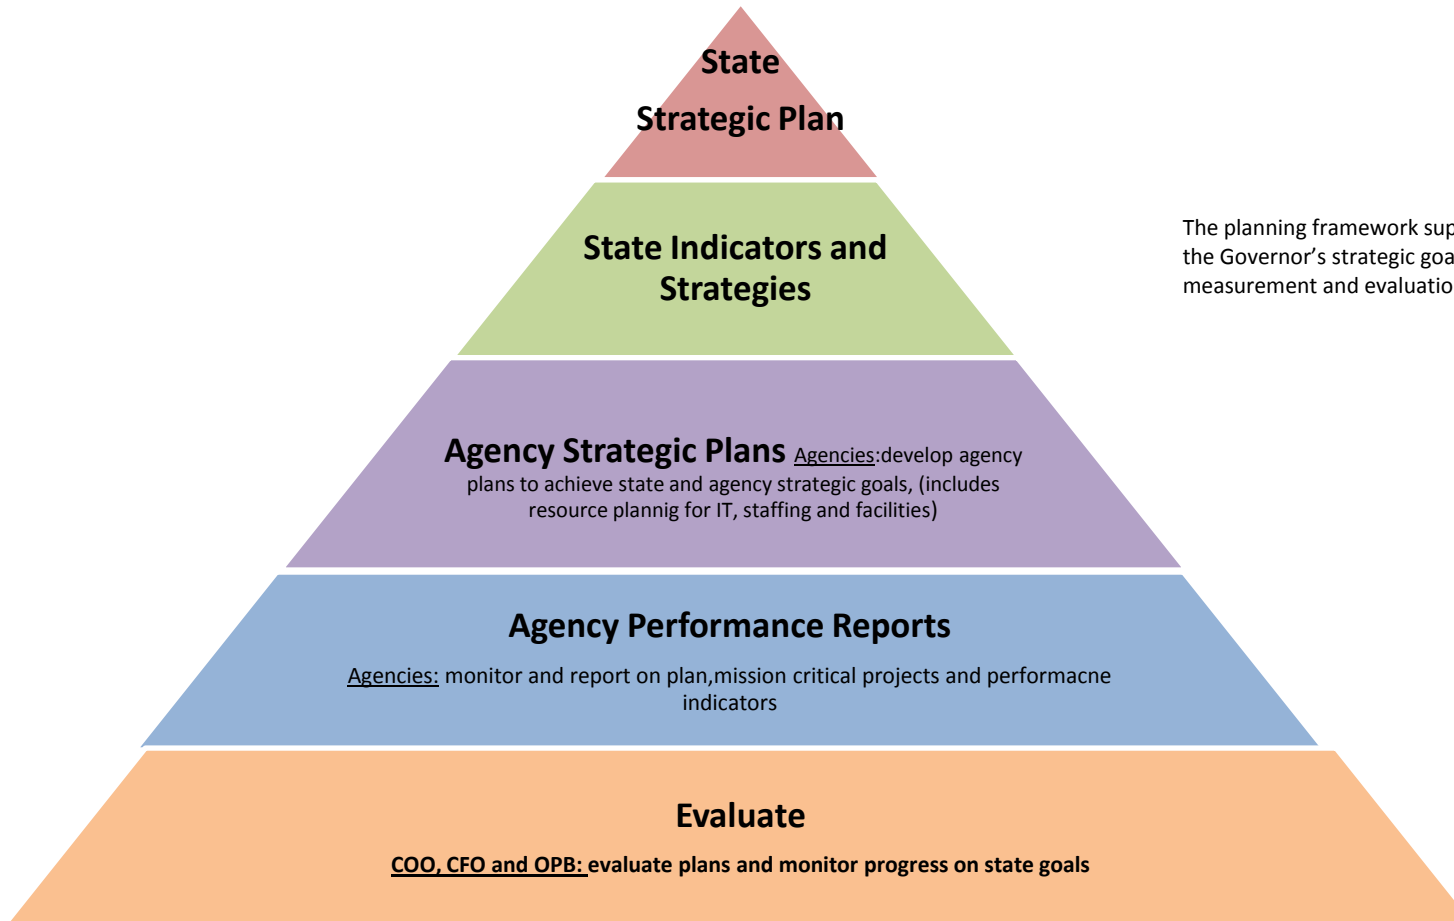 State
Strategic Plan
State Indicators and
Strategies
The planning framework sup
the Governor’s strategic goa
measurement and evaluatio
Agency Strategic Plans Agencies:develop agency
plans to achieve state and agency strategic goals, (includes
resource plannig for IT, staffing and facilities)
Agency Performance Reports
Agencies: monitor and report on plan,mission critical projects and performacne
indicators
Evaluate
COO, CFO and OPB: evaluate plans and monitor progress on state goals